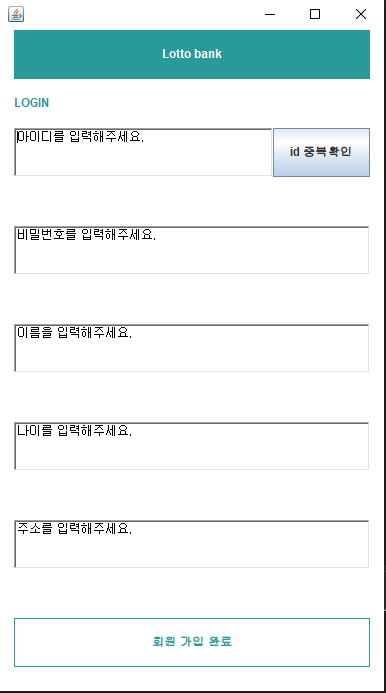 Lotto bank
LOGIN
아이디를 입력해주세요.
id 중복확인
비밀번호를 입력해주세요.
이름을 입력해주세요.
나이를 입력해주세요.
주소를 입력해주세요.
회원 가입 완료